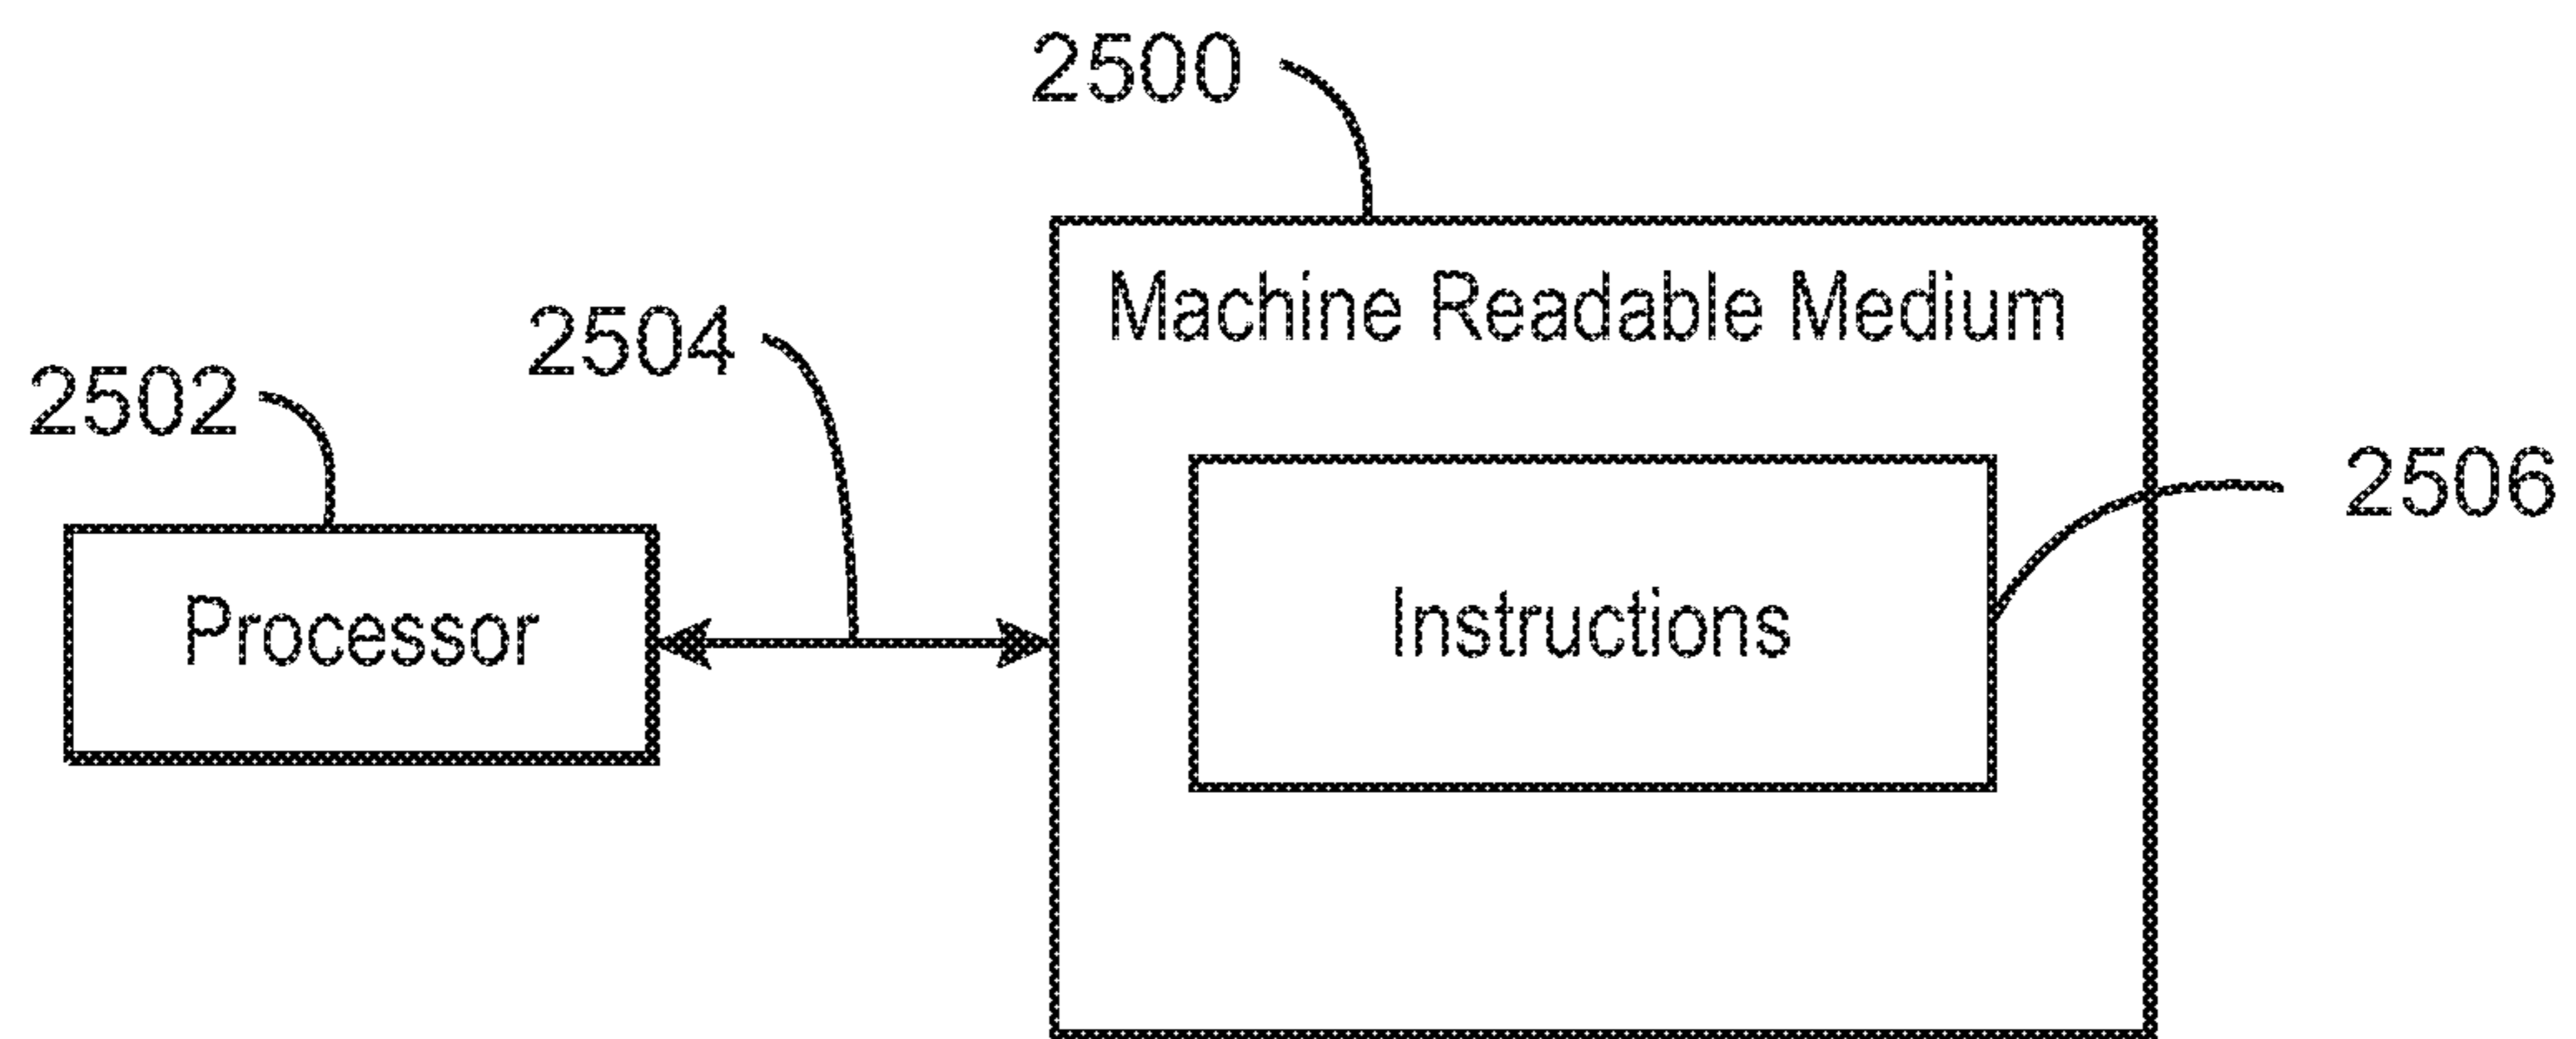 2500
Machine Readable Medium
2504
2502
2506
Processor
Instructions